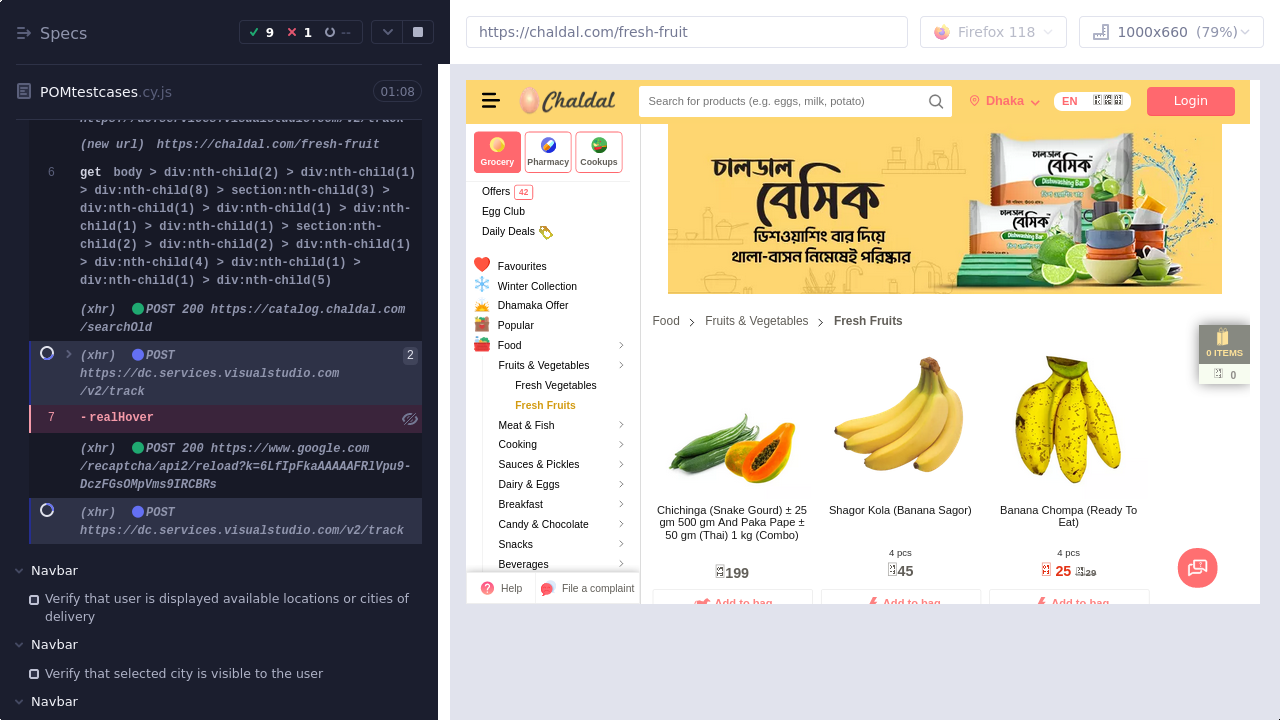 Specs
9
1
--
https://chaldal.com/fresh-fruit
Firefox 118
1000x660 (79%)
POMtestcases.cy.js
01:08
(new url) https://chaldal.com/fresh-fruit
6 get body > div:nth-child(2) > div:nth-child(1)
> div:nth-child(8) > section:nth-child(3) >
div:nth-child(1) > div:nth-child(1) > div:nth-
child(1) > div:nth-child(1) > section:nth-
child(2) > div:nth-child(2) > div:nth-child(1)
> div:nth-child(4) > div:nth-child(1) >
div:nth-child(1) > div:nth-child(5)
(xhr) POST 200 https://catalog.chaldal.com
/searchOld
(xhr) POST 2
https://dc.services.visualstudio.com
/v2/track
7 -realHover
(xhr) POST 200 https://www.google.com
/recaptcha/api2/reload?k=6LfIpFkaAAAAAFRlVpu9-
DczFGsOMpVms9IRCBRs
(xhr) POST
https://dc.services.visualstudio.com/v2/track
Navbar
Verify that user is displayed available locations or cities of
delivery
Navbar
Verify that selected city is visible to the user
Navbar
Chaldal
Search for products (e.g. eggs, milk, potato)
Dhaka
EN
Login
Grocery
Pharmacy
Cookups
Offers 42
Egg Club
Daily Deals
Favourites
Winter Collection
Dhamaka Offer
Popular
Food
Fruits & Vegetables
Fresh Vegetables
Fresh Fruits
Meat & Fish
Cooking
Sauces & Pickles
Dairy & Eggs
Breakfast
Candy & Chocolate
Snacks
Beverages
Help
File a complaint
চালডাল
বেসিক
ডিশওয়াশিং বার দিয়ে
থালা-বাসন নিমেষেই পরিষ্কার
চালডাল
বেসিক
Dishwashing Bar
চালডাল
বেসিক
Dishwashing Bar
Food
Fruits & Vegetables
Fresh Fruits
0 ITEMS
0
Chichinga (Snake Gourd) ± 25
gm 500 gm And Paka Pape ±
50 gm (Thai) 1 kg (Combo)
199
Add to bag
Shagor Kola (Banana Sagor)
4 pcs
45
Add to bag
Banana Chompa (Ready To
Eat)
4 pcs
25 29
Add to bag